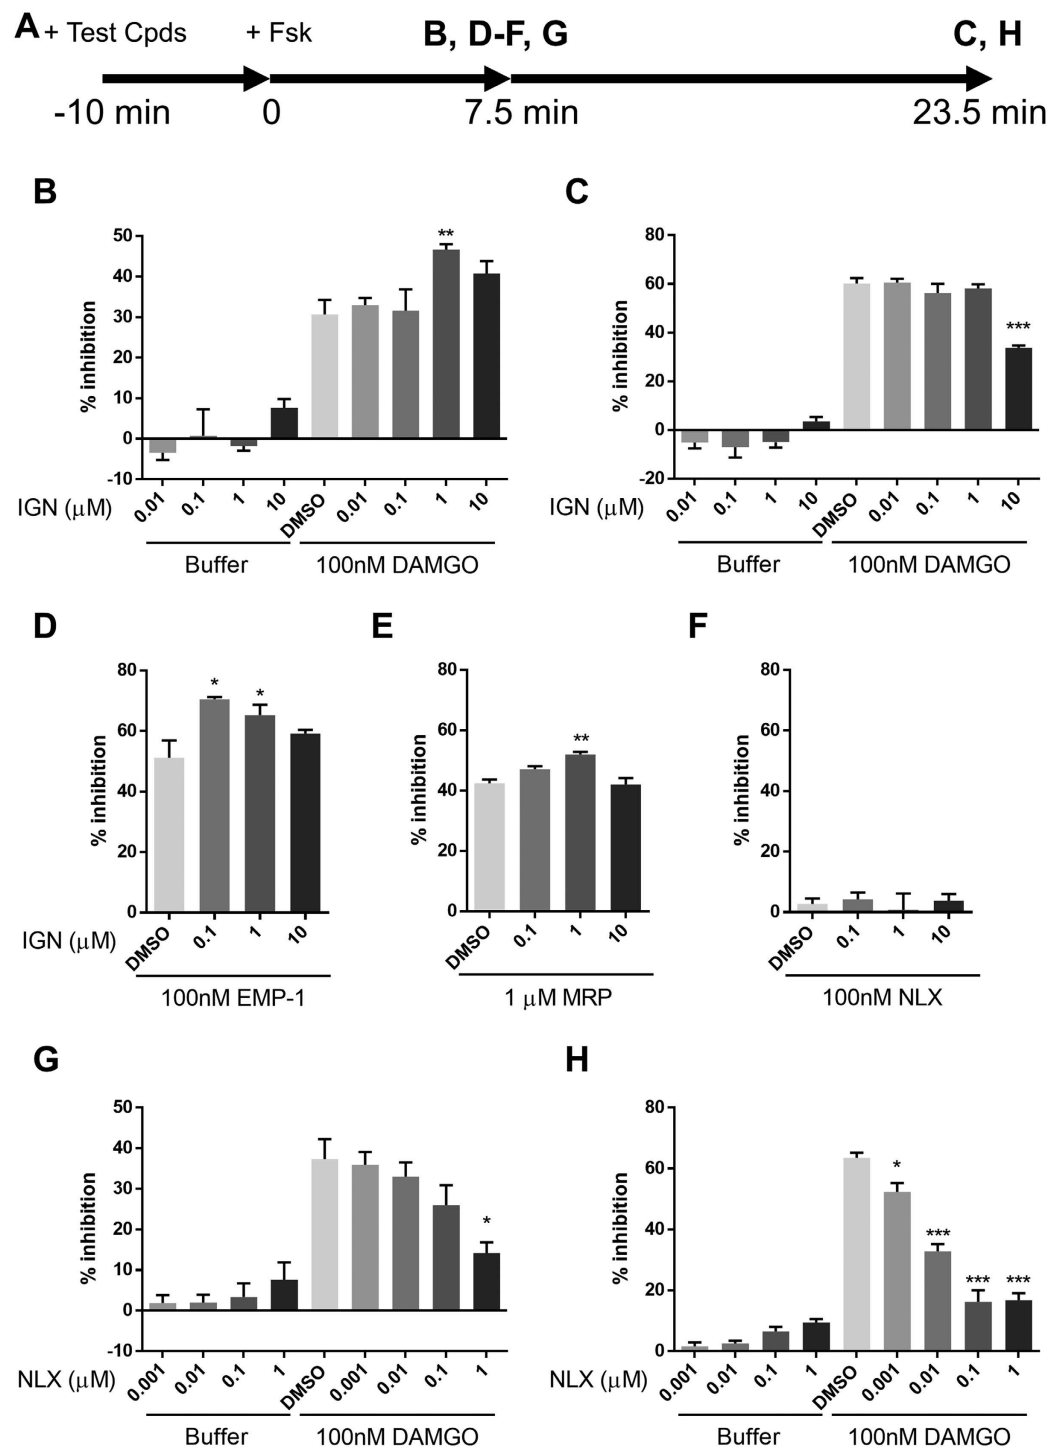 A + Test Cpds + Fsk B, D-F, G C, H
-10 min 0 7.5 min 23.5 min
B
% inhibition
50
40
30
20
10
0
-10
**
IGN (μM) 0.01 0.1 1 10 DMSO 0.01 0.1 1 10
Buffer 100nM DAMGO
C
% inhibition
80
60
40
20
0
-20
***
IGN (μM) 0.01 0.1 1 10 DMSO 0.01 0.1 1 10
Buffer 100nM DAMGO
D
% inhibition
80
60
40
20
0
* *
IGN (μM) DMSO 0.1 1 10
100nM EMP-1
E
% inhibition
80
60
40
20
0
**
DMSO 0.1 1 10
1 μM MRP
F
% inhibition
80
60
40
20
0
DMSO 0.1 1 10
100nM NLX
G
% inhibition
50
40
30
20
10
0
-10
*
NLX (μM) 0.001 0.01 0.1 1 DMSO 0.001 0.01 0.1 1
Buffer 100nM DAMGO
H
% inhibition
80
60
40
20
0
* *** *** ***
NLX (μM) 0.001 0.01 0.1 1 DMSO 0.001 0.01 0.1 1
Buffer 100nM DAMGO